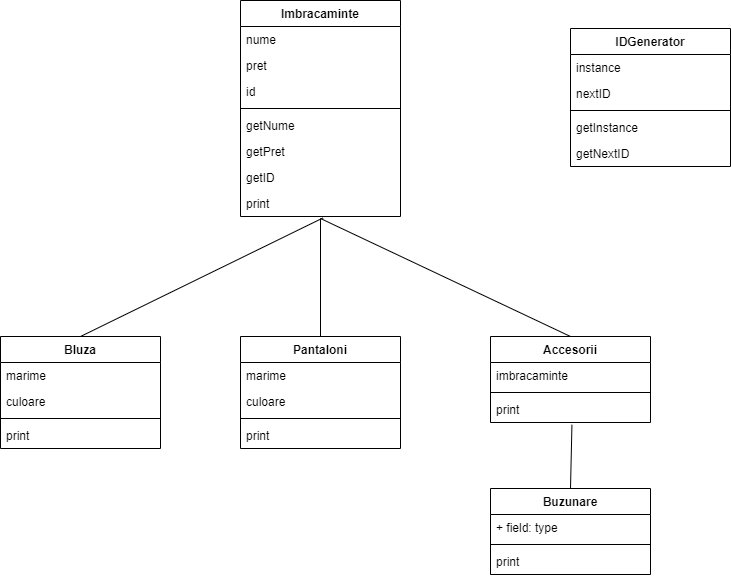 Imbracaminte
nume
pret
id
getNume
getPret
getID
print
IDGenerator
instance
nextID
getInstance
getNextID
Bluza
marime
culoare
print
Pantaloni
marime
culoare
print
Accesorii
imbracaminte
print
Buzunare
+ field: type
print